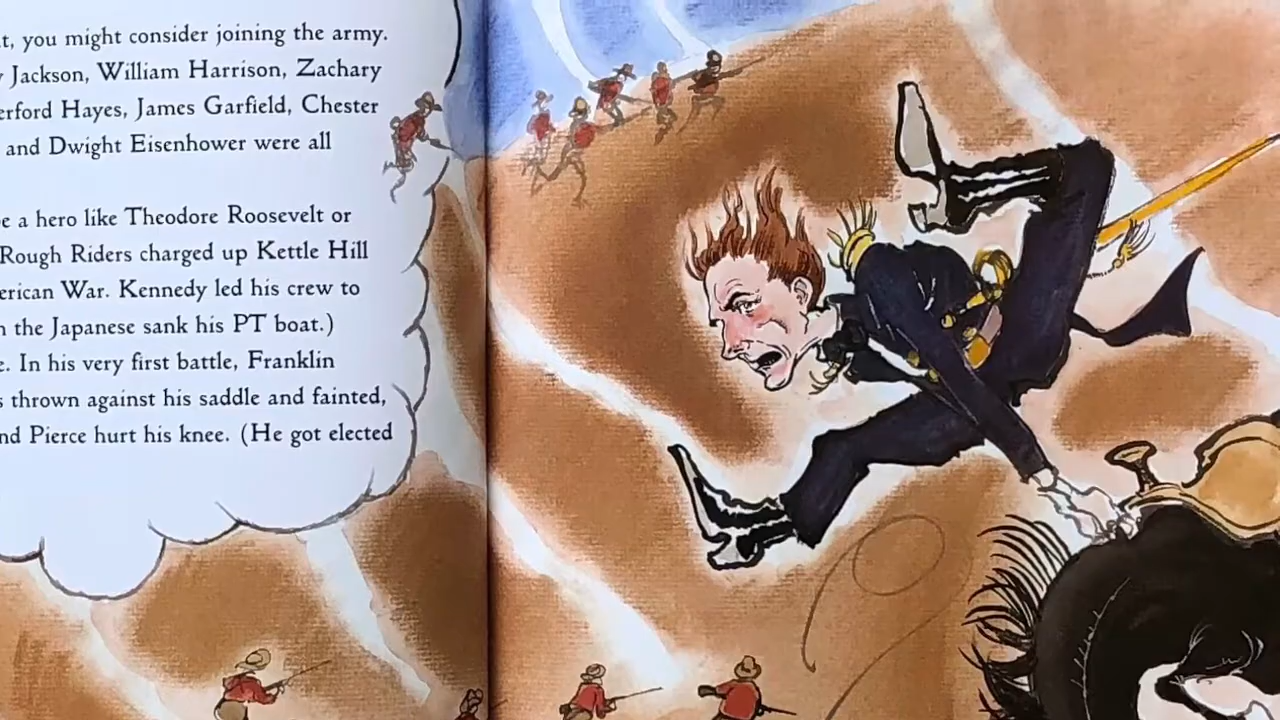 t, you might consider joining the army.
Jackson, William Harrison, Zachary
erford Hayes, James Garfield, Chester
and Dwight Eisenhower were all
e a hero like Theodore Roosevelt or
Rough Riders charged up Kettle Hill
erican War. Kennedy led his crew to
n the Japanese sank his PT boat.)
e. In his very first battle, Franklin
s thrown against his saddle and fainted,
nd Pierce hurt his knee. (He got elected